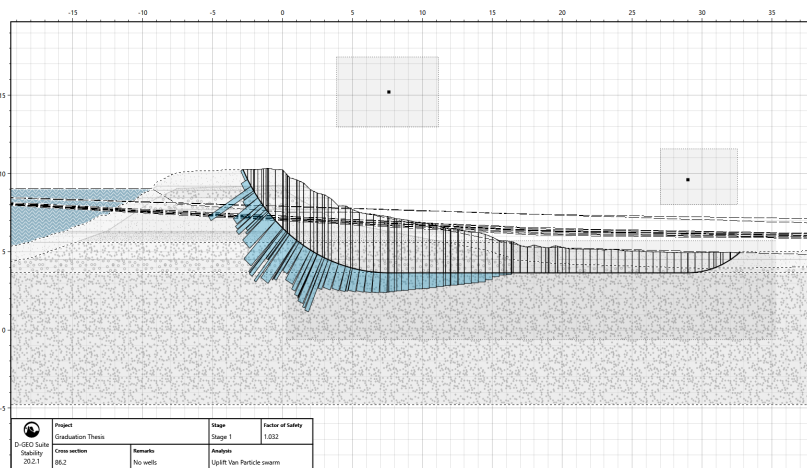 -15 -10 -5 0 5 10 15 20 25 30 35
15
10
5
0
-5
D-GEO Suite
Stability
20.2.1
Project
Graduation Thesis
Stage
Stage 1
Factor of Safety
1.032
Cross section
86.2
Remarks
No wells
Analysis
Uplift Van Particle swarm